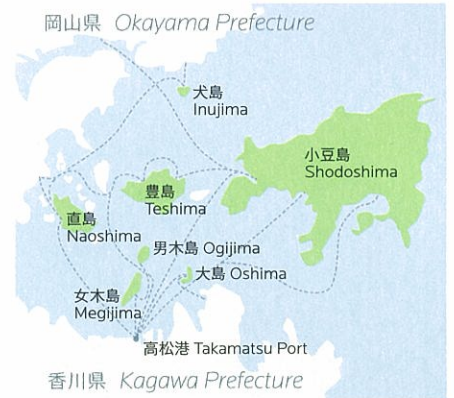 岡山県 Okayama Prefecture
犬島
Inujima
小豆島
Shodoshima
豊島
Teshima
直島
Naoshima
男木島 Ogijima
大島 Oshima
女木島
Megijima
高松港 Takamatsu Port
香川県 Kagawa Prefecture